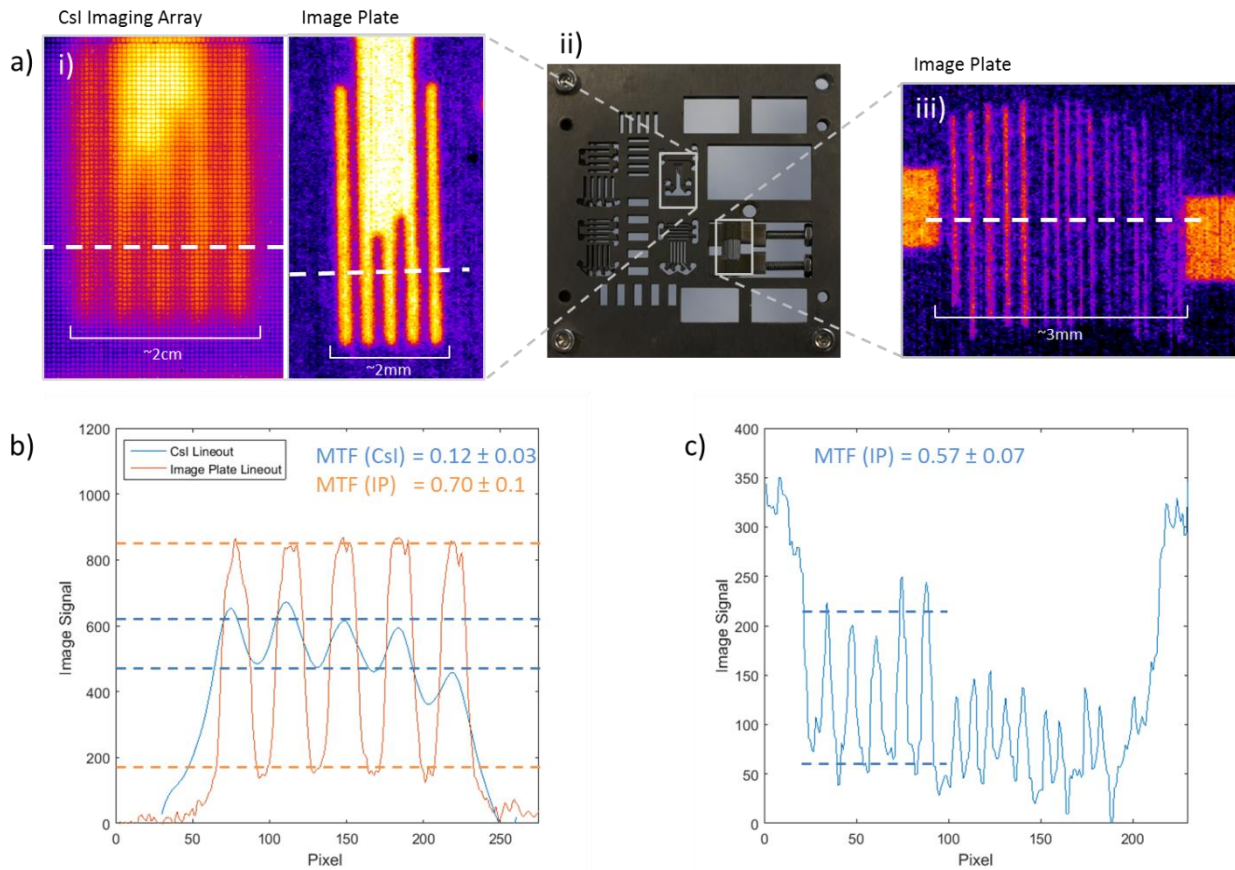 CsI Imaging Array
Image Plate
a)
i)
ii)
Image Plate
iii)
~2cm
~2mm
~3mm
b)
1200
1000
800
600
400
200
0
Image Signal
CsI Lineout
Image Plate Lineout
MTF (CsI) = 0.12 ± 0.03
MTF (IP) = 0.70 ± 0.1
0 50 100 150 200 250
Pixel
c)
400
350
300
250
200
150
100
50
0
Image Signal
MTF (IP) = 0.57 ± 0.07
0 50 100 150 200
Pixel